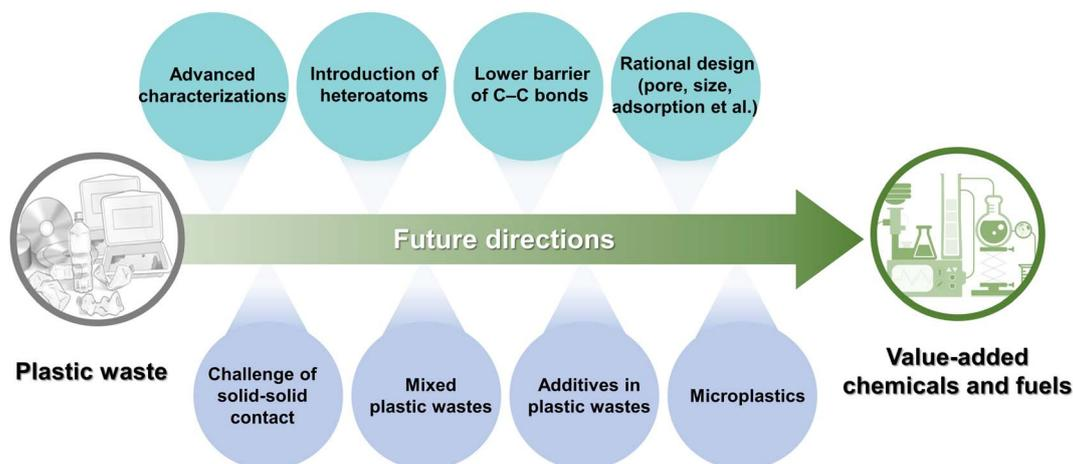 Advanced
characterizations
Introduction of
heteroatoms
Lower barrier
of C–C bonds
Rational design
(pore, size,
adsorption et al.)
Future directions
Plastic waste
Value-added
chemicals and fuels
Challenge of
solid-solid
contact
Mixed
plastic wastes
Additives in
plastic wastes
Microplastics